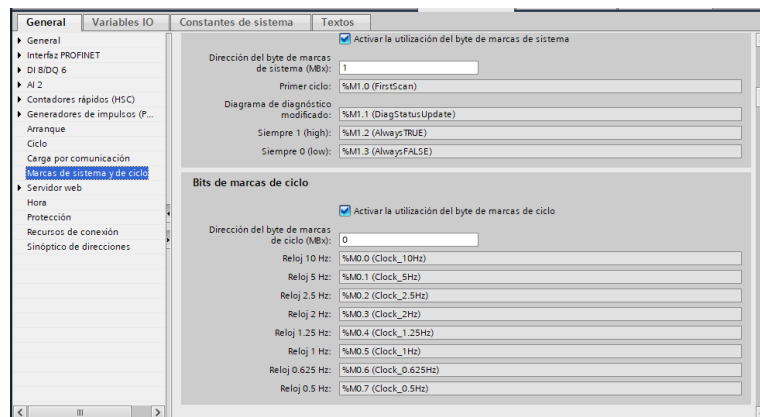 General Variables IO Constantes de sistema Textos
General
Interfaz PROFINET
DI 8/DQ 6
AI 2
Contadores rápidos (HSC)
Generadores de impulsos (P...
Arranque
Ciclo
Carga por comunicación
Marcas de sistema y de ciclo
Servidor web
Hora
Protección
Recursos de conexión
Sinóptico de direcciones
Activar la utilización del byte de marcas de sistema
Dirección del byte de marcas
de sistema (MBx): 1
Primer ciclo: %M1.0 (FirstScan)
Diagrama de diagnóstico
modificado: %M1.1 (DiagStatusUpdate)
Siempre 1 (high): %M1.2 (AlwaysTRUE)
Siempre 0 (low): %M1.3 (AlwaysFALSE)
Bits de marcas de ciclo
Activar la utilización del byte de marcas de ciclo
Dirección del byte de marcas
de ciclo (MBx): 0
Reloj 10 Hz: %M0.0 (Clock_10Hz)
Reloj 5 Hz: %M0.1 (Clock_5Hz)
Reloj 2.5 Hz: %M0.2 (Clock_2.5Hz)
Reloj 2 Hz: %M0.3 (Clock_2Hz)
Reloj 1.25 Hz: %M0.4 (Clock_1.25Hz)
Reloj 1 Hz: %M0.5 (Clock_1Hz)
Reloj 0.625 Hz: %M0.6 (Clock_0.625Hz)
Reloj 0.5 Hz: %M0.7 (Clock_0.5Hz)